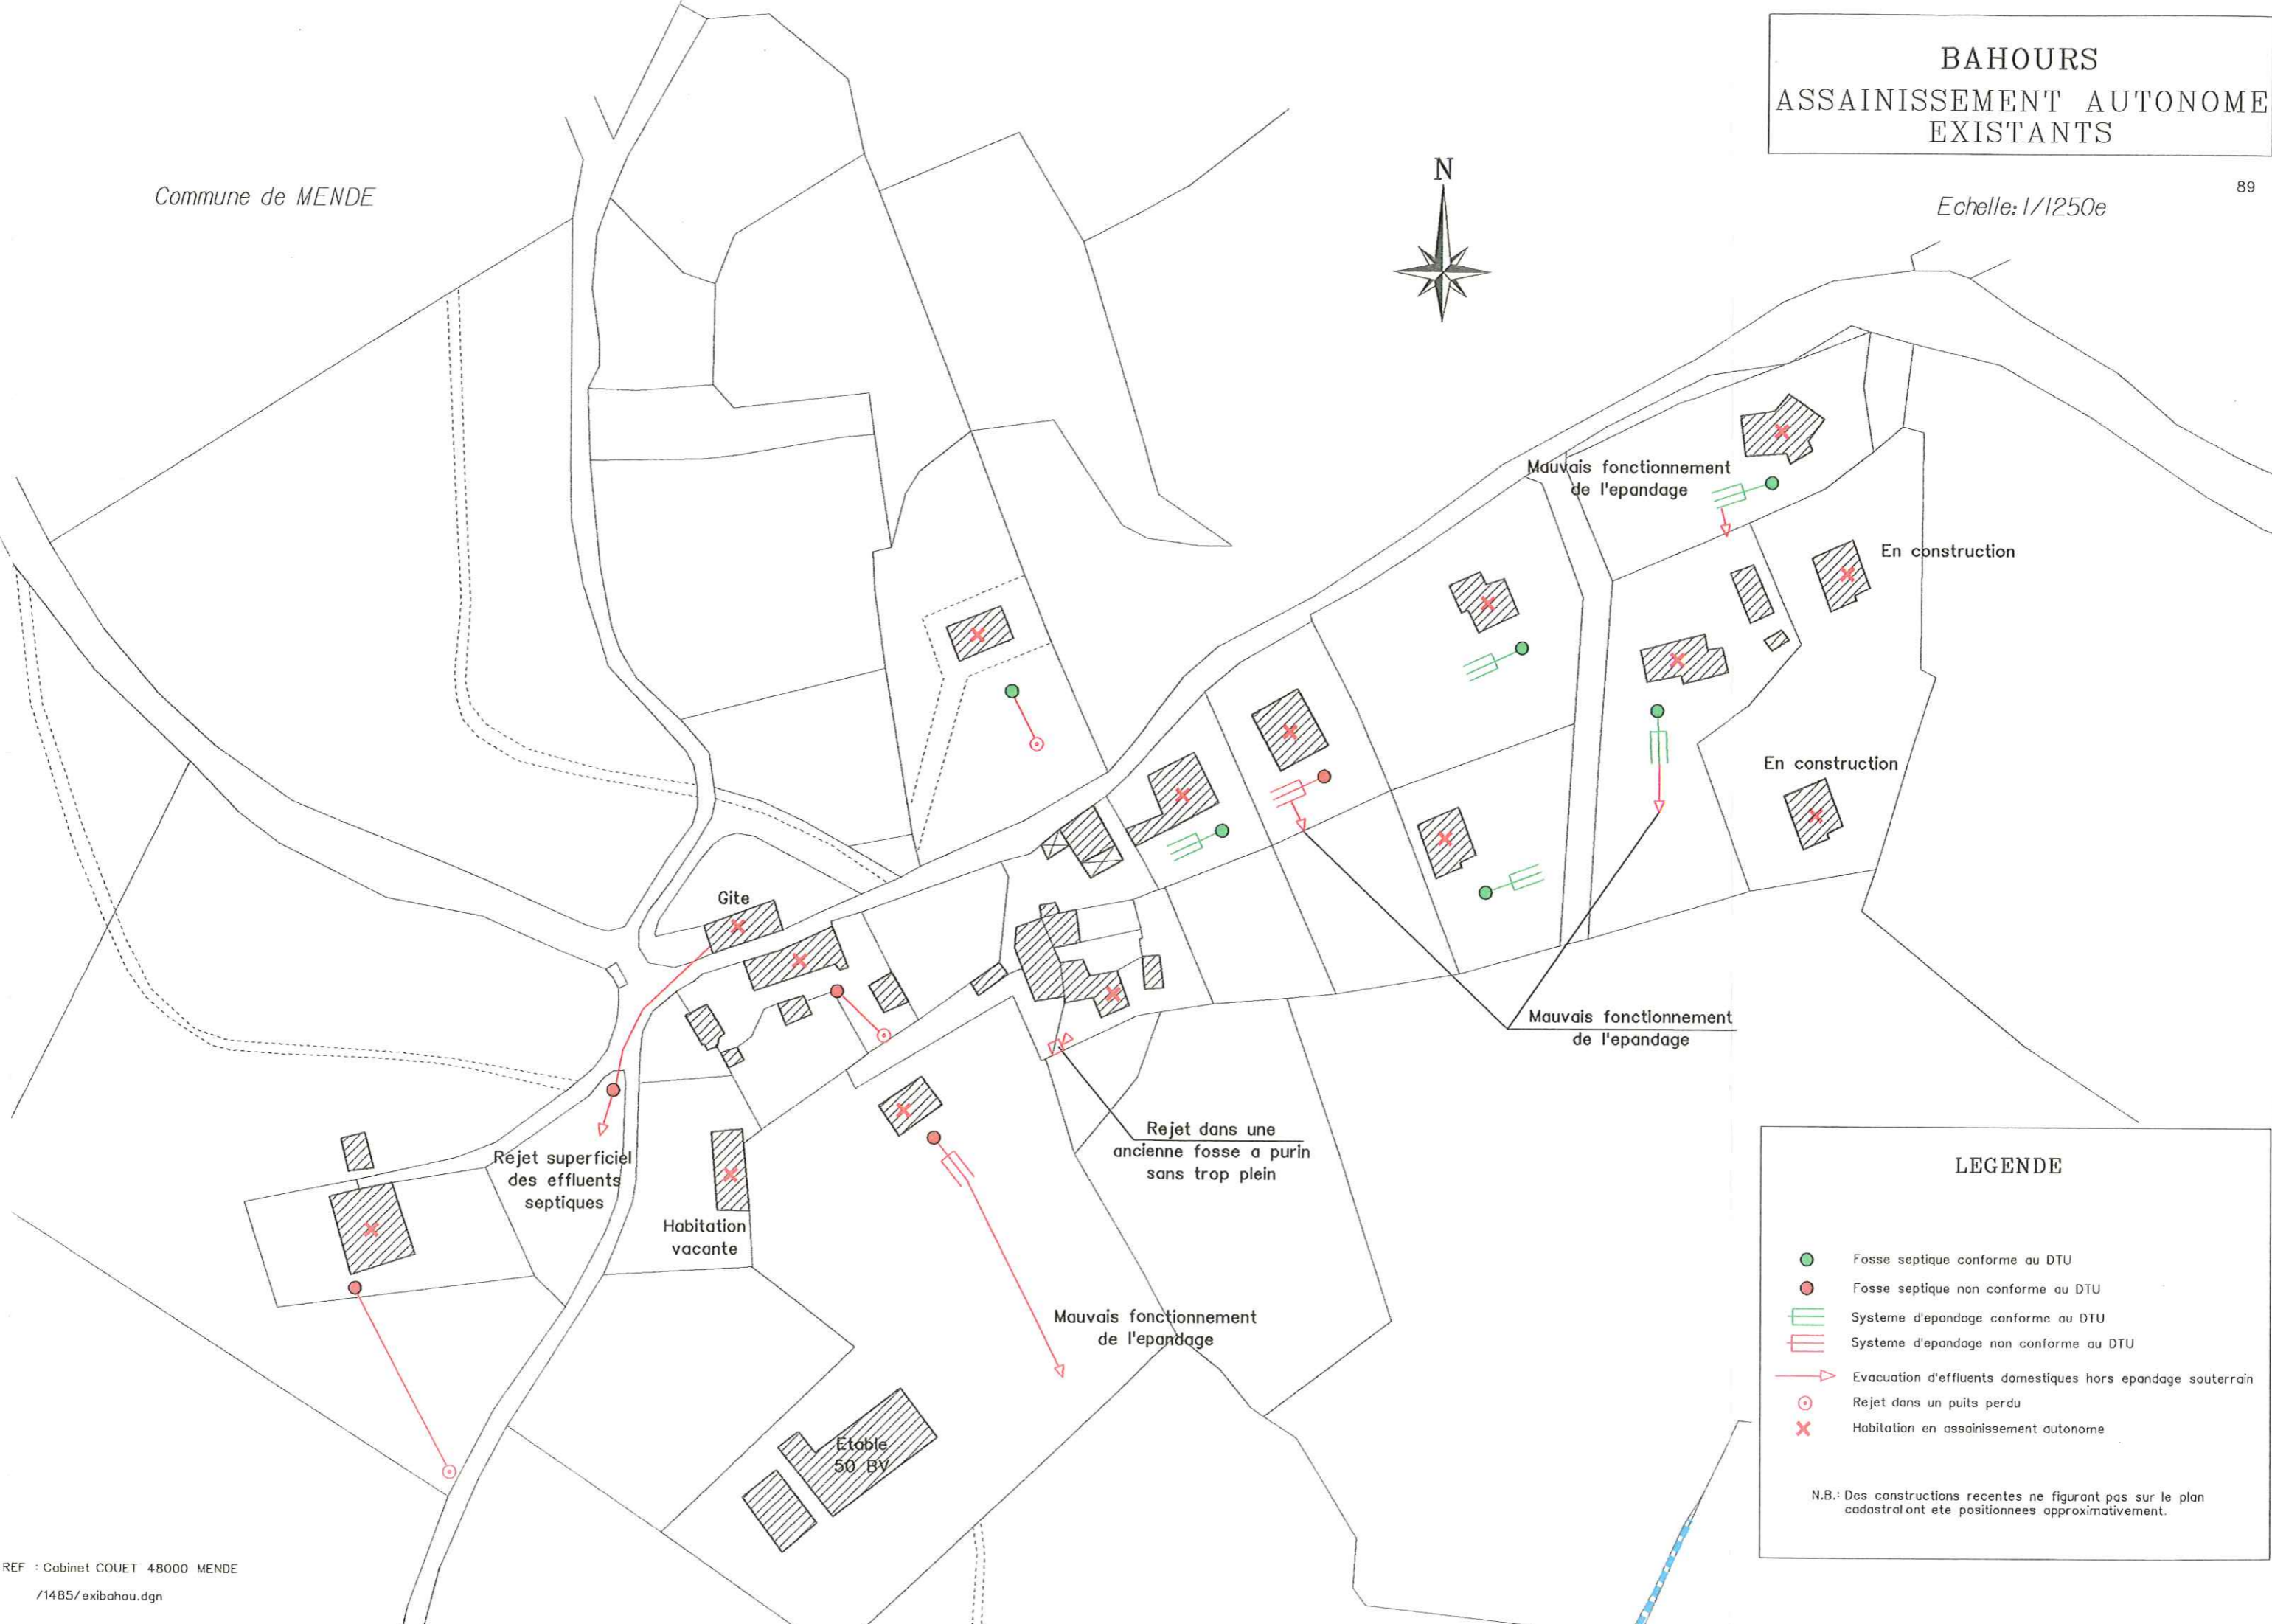 BAHOURS
ASSAINISSEMENT AUTONOME
EXISTANTS
89
Echelle: 1/1250e
Commune de MENDE
N
Mauvais fonctionnement
de l'epandage
En construction
En construction
Gite
Mauvais fonctionnement
de l'epandage
Rejet dans une
ancienne fosse a purin
sans trop plein
Rejet superficiel
des effluents
septiques
Habitation
vacante
Mauvais fonctionnement
de l'epandage
Etable
50 BV
LEGENDE
Fosse septique conforme au DTU
Fosse septique non conforme au DTU
Systeme d'epandage conforme au DTU
Systeme d'epandage non conforme au DTU
Evacuation d'effluents domestiques hors epandage souterrain
Rejet dans un puits perdu
Habitation en assainissement autonome
N.B.: Des constructions recentes ne figurant pas sur le plan
cadastral ont ete positionnees approximativement.
REF : Cabinet COUET 48000 MENDE
/1485/exibahou.dgn